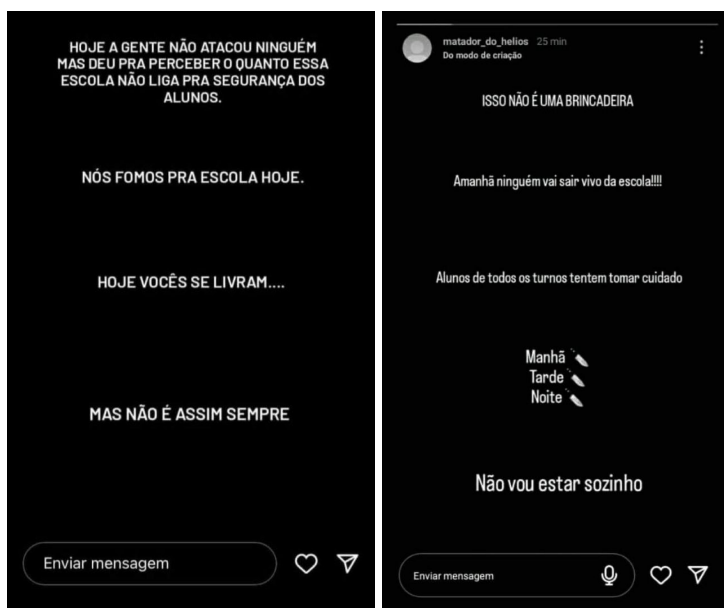 HOJE A GENTE NÃO ATACOU NINGUÉM
MAS DEU PRA PERCEBER O QUANTO ESSA
ESCOLA NÃO LIGA PRA SEGURANÇA DOS
ALUNOS.
NÓS FOMOS PRA ESCOLA HOJE.
HOJE VOCÊS SE LIVRAM....
MAS NÃO É ASSIM SEMPRE
Enviar mensagem
matador_do_helios 25 min
Do modo de criação
ISSO NÃO É UMA BRINCADEIRA
Amanhã ninguém vai sair vivo da escola!!!!
Alunos de todos os turnos tentem tomar cuidado
Manhã 🔪
Tarde 🔪
Noite 🔪
Não vou estar sozinho
Enviar mensagem